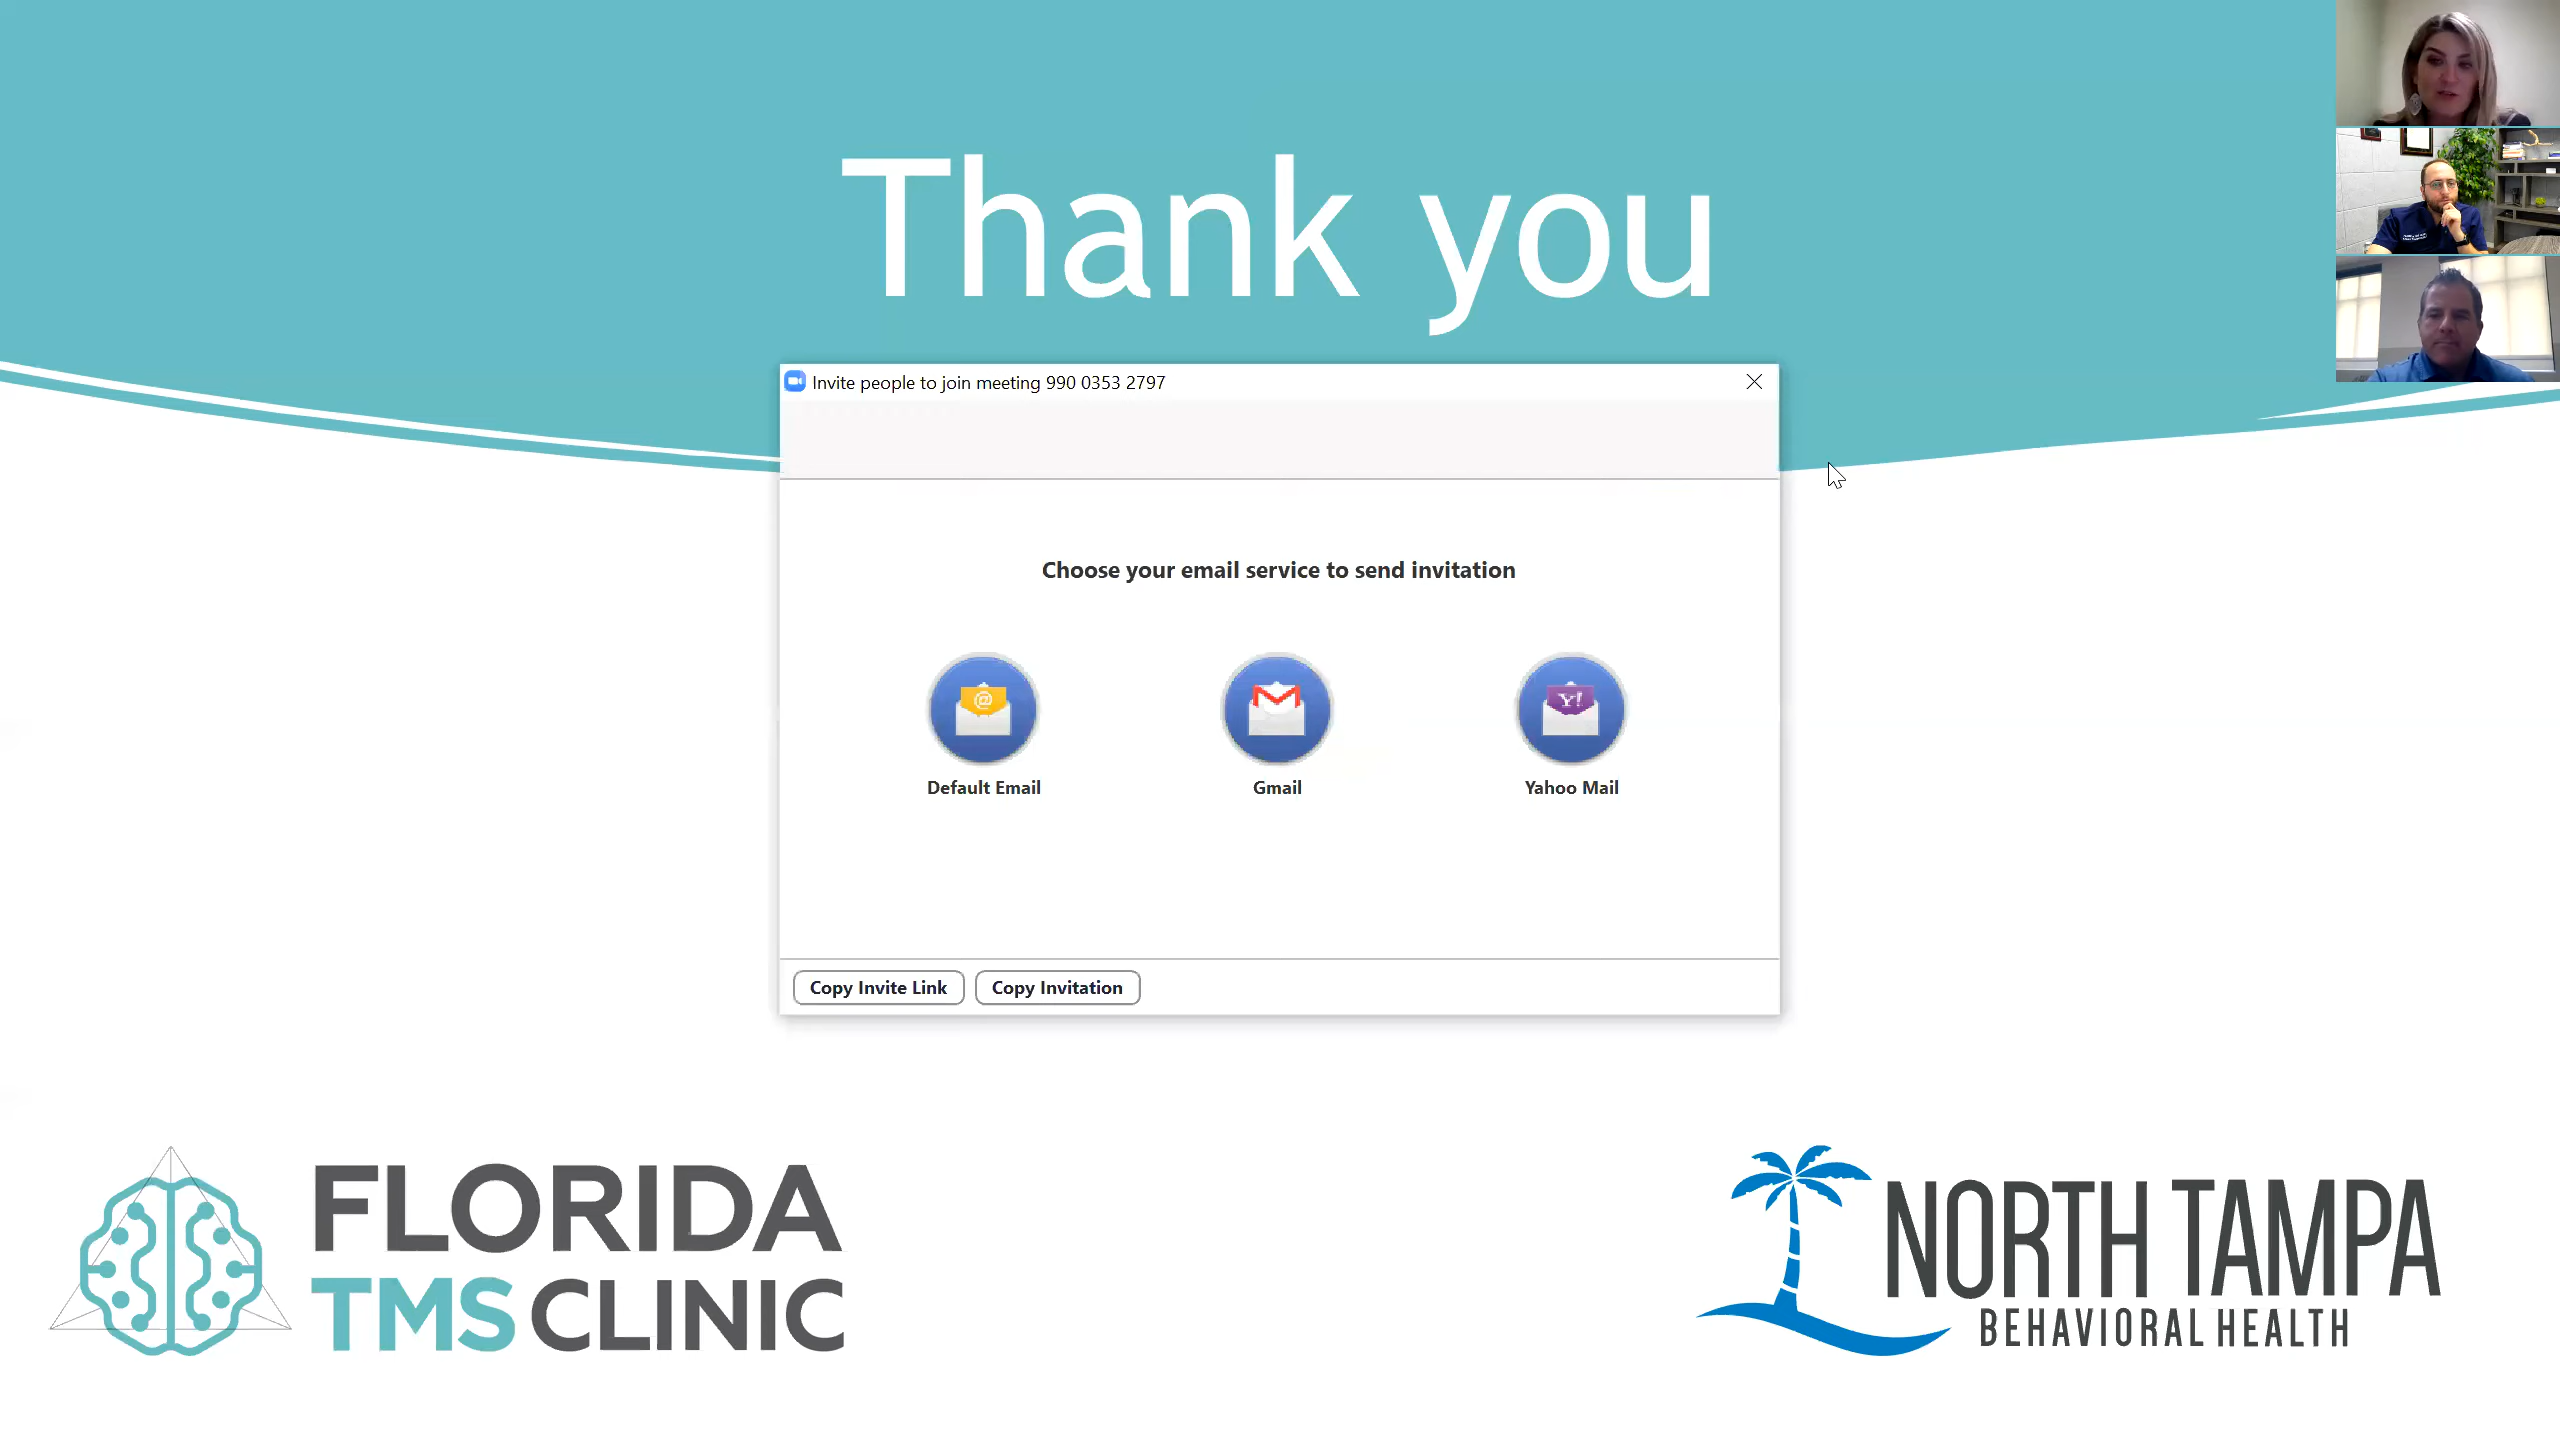 Thank you
Invite people to join meeting 990 0353 2797
Choose your email service to send invitation
@
Y!
Default Email
Gmail
Yahoo Mail
Copy Invite Link
Copy Invitation
FLORIDA
TMS CLINIC
NORTH TAMPA
BEHAVIORAL HEALTH